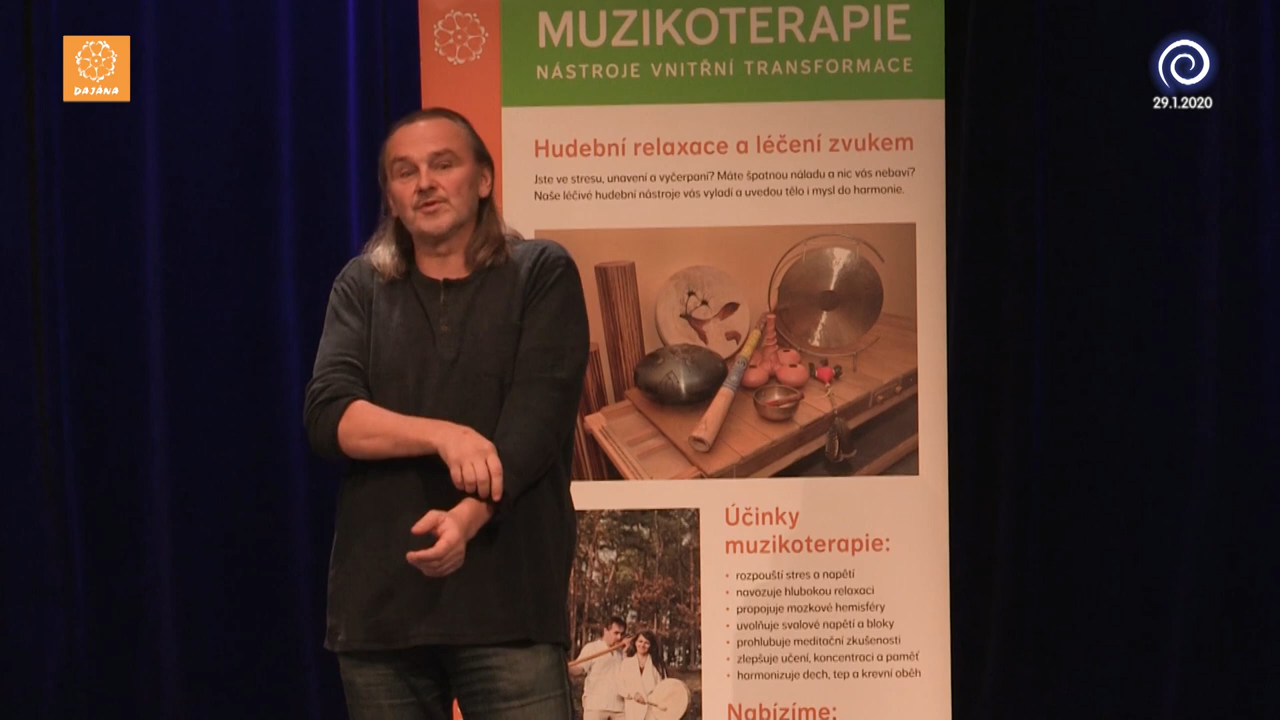 DAJÁNA
29.1.2020
MUZIKOTERAPIE
NÁSTROJE VNITŘNÍ TRANSFORMACE
Hudební relaxace a léčení zvukem
Jste ve stresu, unavení a vyčerpaní? Máte špatnou náladu a nic vás nebaví?
Naše léčivé hudební nástroje vás vyladí a uvedou tělo i mysl do harmonie.
Účinky
muzikoterapie:
• rozpouští stres a napětí
• navozuje hlubokou relaxaci
• propojuje mozkové hemisféry
• uvolňuje svalové napětí a bloky
• prohlubuje meditační zkušenosti
• zlepšuje učení, koncentraci a paměť
• harmonizuje dech, tep a krevní oběh
Nabízíme: